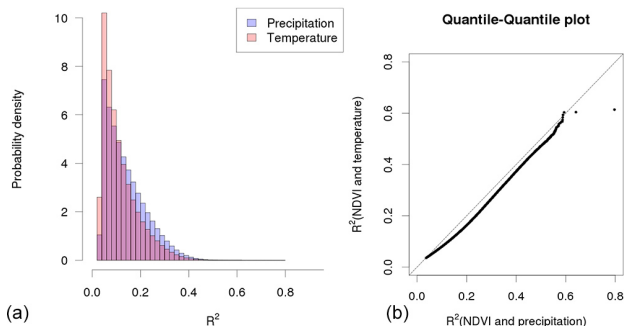 Precipitation
Temperature
Probability density
0
2
4
6
8
10
0.0 0.2 0.4 0.6 0.8
R²
(a)
Quantile-Quantile plot
R²(NDVI and temperature)
0.0
0.2
0.4
0.6
0.8
0.0 0.2 0.4 0.6 0.8
R²(NDVI and precipitation)
(b)